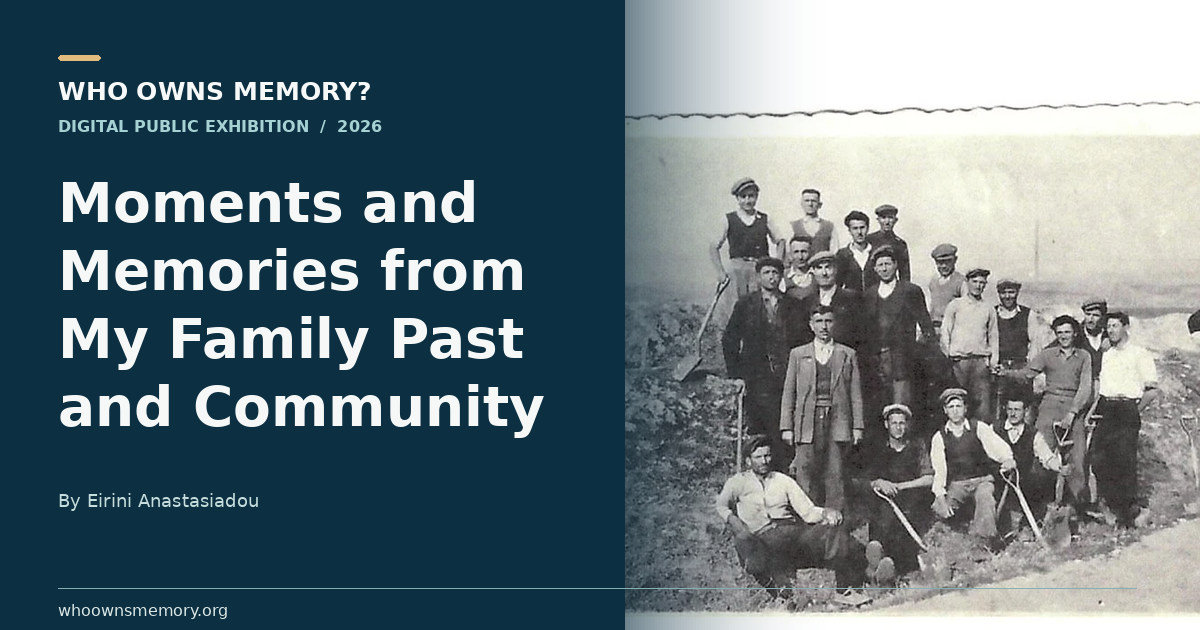 WHO OWNS MEMORY?
DIGITAL PUBLIC EXHIBITION / 2026
Moments and
Memories from
My Family Past
and Community
By Eirini Anastasiadou
whoownsmemory.org